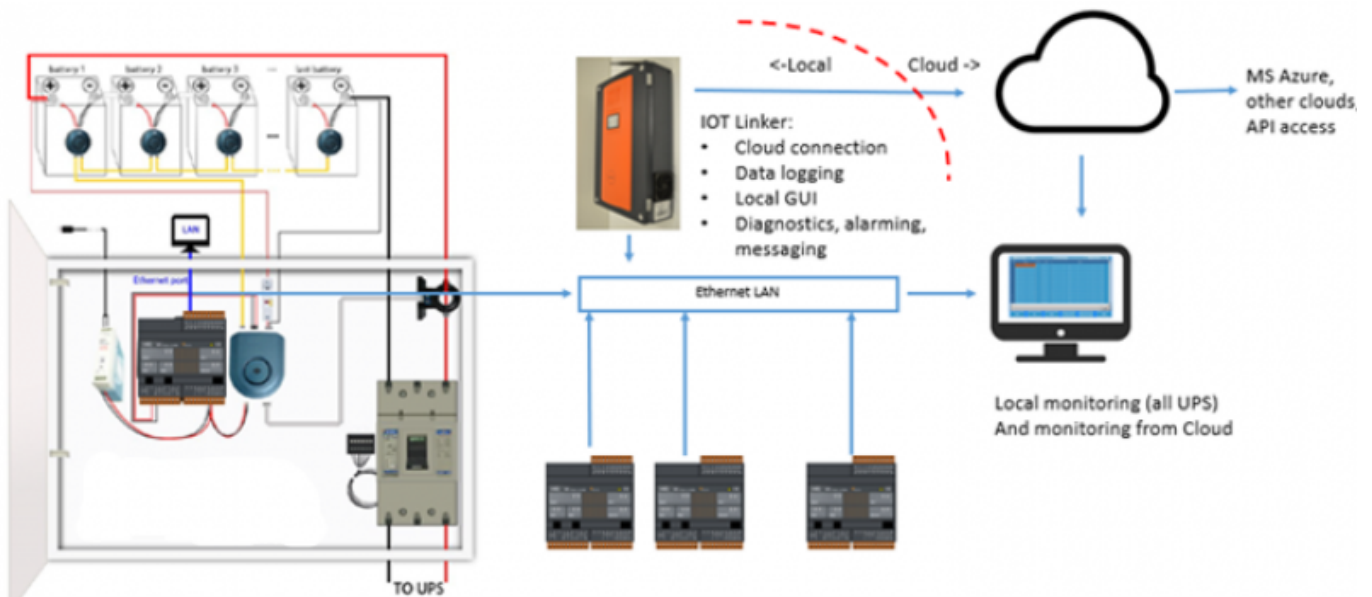 Battery 1
Battery 2
Battery 3
last battery
LAN
Ethernet port
TO UPS
<-Local
Cloud ->
IOT Linker:
• Cloud connection
• Data logging
• Local GUI
• Diagnostics, alarming,
messaging
Ethernet LAN
MS Azure,
other clouds,
API access
Local monitoring (all UPS)
And monitoring from Cloud